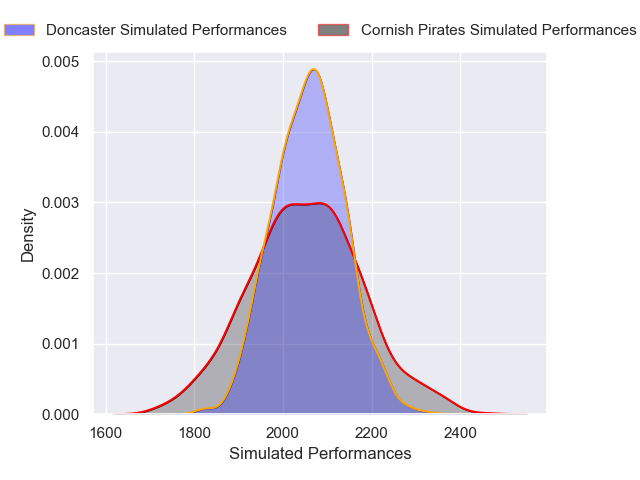 Doncaster Simulated Performances
Cornish Pirates Simulated Performances
0.005
0.004
0.003
0.002
0.001
0.000
Density
1600 1800 2000 2200 2400
Simulated Performances